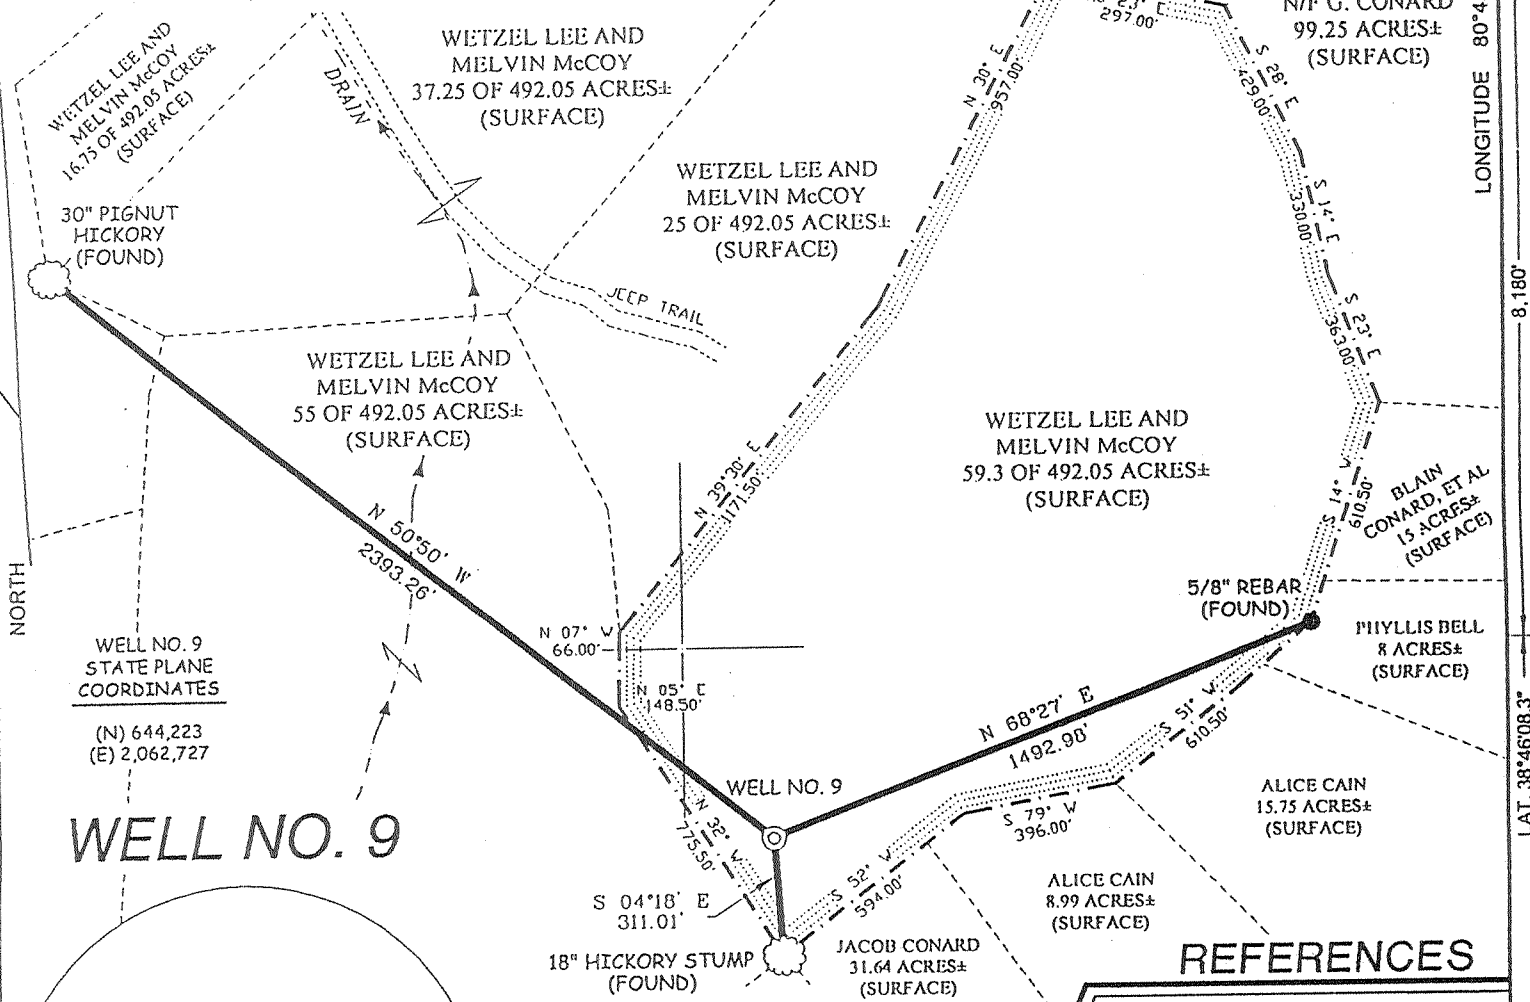 WETZEL LEE AND
MELVIN McCOY
16.75 OF 492.05 ACRES±
(SURFACE)
WETZEL LEE AND
MELVIN McCOY
37.25 OF 492.05 ACRES±
(SURFACE)
DRAIN
297.00'
N/F G. CONARD
99.25 ACRES±
(SURFACE)
LONGITUDE 80°4
N 30° E
957.00'
S 28° E
429.00'
WETZEL LEE AND
MELVIN McCOY
25 OF 492.05 ACRES±
(SURFACE)
S 14° E
330.00'
30" PIGNUT
HICKORY
(FOUND)
JEEP TRAIL
S 23° E
363.00'
8,180'
WETZEL LEE AND
MELVIN McCOY
55 OF 492.05 ACRES±
(SURFACE)
WETZEL LEE AND
MELVIN McCOY
59.3 OF 492.05 ACRES±
(SURFACE)
N 39°30' E
1171.50'
S 14° W
610.50'
BLAIN
CONARD, ET AL
15 ACRES±
(SURFACE)
N 50°50' W
2393.26'
NORTH
5/8" REBAR
(FOUND)
N 07° W
66.00'
PHYLLIS BELL
8 ACRES±
(SURFACE)
WELL NO. 9
STATE PLANE
COORDINATES
(N) 644,223
(E) 2,062,727
N 05° E
148.50'
N 68°27' E
1492.98'
S 51° W
610.50'
LAT. 38°46'08.3"
WELL NO. 9
WELL NO. 9
N 32° W
775.50'
S 79° W
396.00'
ALICE CAIN
15.75 ACRES±
(SURFACE)
S 52° W
594.00'
ALICE CAIN
8.99 ACRES±
(SURFACE)
S 04°18' E
311.01'
18" HICKORY STUMP
(FOUND)
JACOB CONARD
31.64 ACRES±
(SURFACE)
REFERENCES